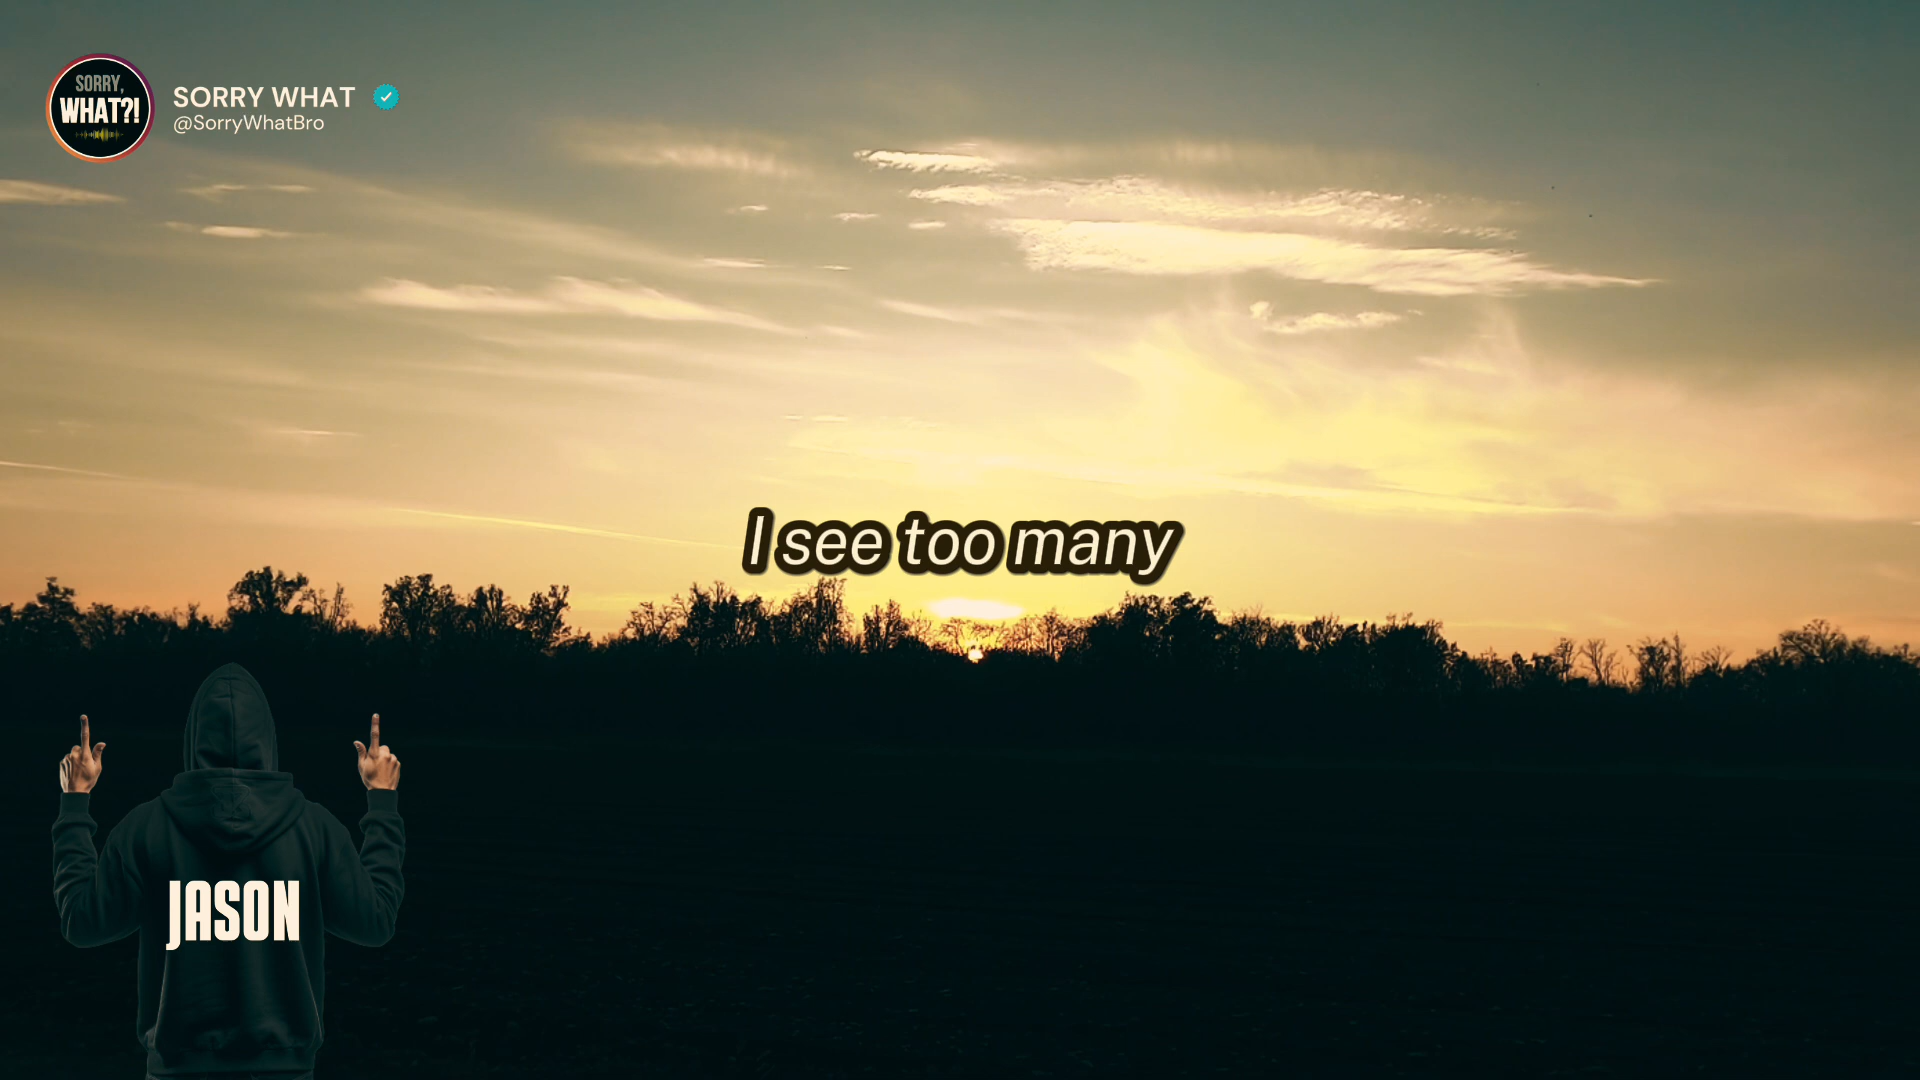 SORRY,
WHAT?!
SORRY WHAT
@SorryWhatBro
I see too many
JASON